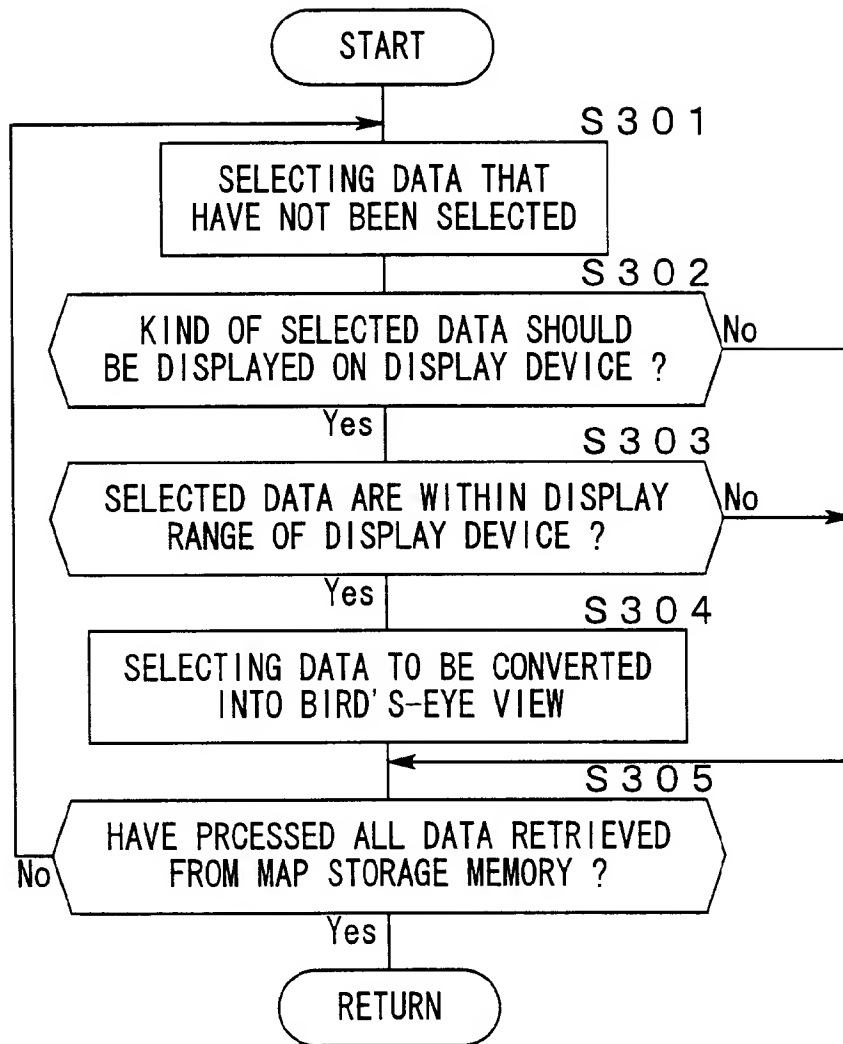 START
S301
SELECTING DATA THAT
HAVE NOT BEEN SELECTED
S302
KIND OF SELECTED DATA SHOULD
BE DISPLAYED ON DISPLAY DEVICE ?
No
Yes
S303
SELECTED DATA ARE WITHIN DISPLAY
RANGE OF DISPLAY DEVICE ?
No
Yes
S304
SELECTING DATA TO BE CONVERTED
INTO BIRD'S-EYE VIEW
S305
HAVE PRCESSED ALL DATA RETRIEVED
FROM MAP STORAGE MEMORY ?
No
Yes
RETURN